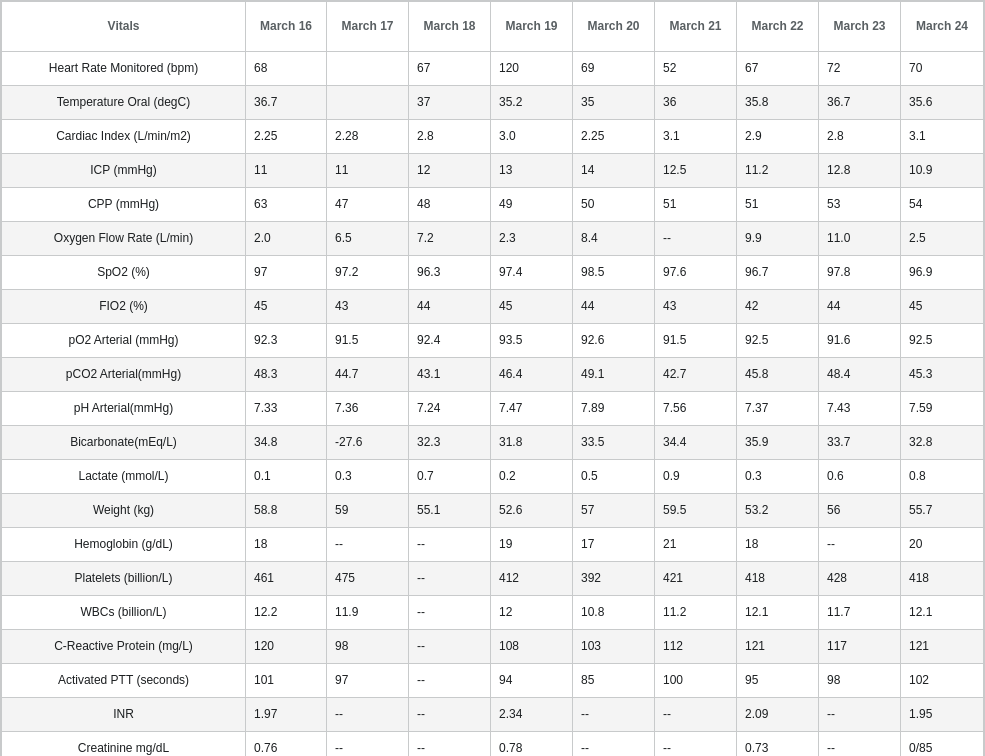 Vitals March 16 March 17 March 18 March 19 March 20 March 21 March 22 March 23 March 24
Heart Rate Monitored (bpm) 68 67 120 69 52 67 72 70
Temperature Oral (degC) 36.7 37 35.2 35 36 35.8 36.7 35.6
Cardiac Index (L/min/m2) 2.25 2.28 2.8 3.0 2.25 3.1 2.9 2.8 3.1
ICP (mmHg) 11 11 12 13 14 12.5 11.2 12.8 10.9
CPP (mmHg) 63 47 48 49 50 51 51 53 54
Oxygen Flow Rate (L/min) 2.0 6.5 7.2 2.3 8.4 -- 9.9 11.0 2.5
SpO2 (%) 97 97.2 96.3 97.4 98.5 97.6 96.7 97.8 96.9
FIO2 (%) 45 43 44 45 44 43 42 44 45
pO2 Arterial (mmHg) 92.3 91.5 92.4 93.5 92.6 91.5 92.5 91.6 92.5
pCO2 Arterial(mmHg) 48.3 44.7 43.1 46.4 49.1 42.7 45.8 48.4 45.3
pH Arterial(mmHg) 7.33 7.36 7.24 7.47 7.89 7.56 7.37 7.43 7.59
Bicarbonate(mEq/L) 34.8 -27.6 32.3 31.8 33.5 34.4 35.9 33.7 32.8
Lactate (mmol/L) 0.1 0.3 0.7 0.2 0.5 0.9 0.3 0.6 0.8
Weight (kg) 58.8 59 55.1 52.6 57 59.5 53.2 56 55.7
Hemoglobin (g/dL) 18 -- -- 19 17 21 18 -- 20
Platelets (billion/L) 461 475 -- 412 392 421 418 428 418
WBCs (billion/L) 12.2 11.9 -- 12 10.8 11.2 12.1 11.7 12.1
C-Reactive Protein (mg/L) 120 98 -- 108 103 112 121 117 121
Activated PTT (seconds) 101 97 -- 94 85 100 95 98 102
INR 1.97 -- -- 2.34 -- -- 2.09 -- 1.95
Creatinine mg/dL 0.76 -- -- 0.78 -- -- 0.73 -- 0/85